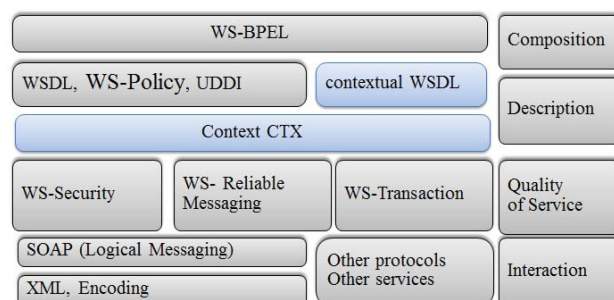 WS-BPEL
Composition
WSDL, WS-Policy, UDDI
contextual WSDL
Description
Context CTX
WS-Security
WS- Reliable
Messaging
WS-Transaction
Quality
of Service
SOAP (Logical Messaging)
XML, Encoding
Other protocols
Other services
Interaction